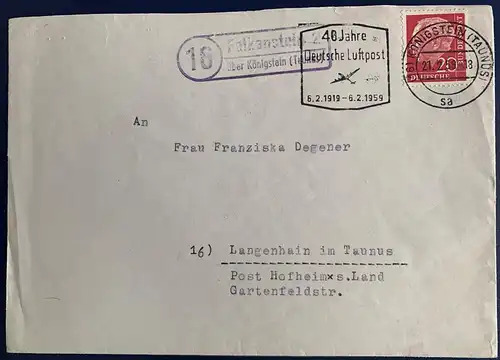 16 Falkenstein 2
über Königstein (Taunus)
40 Jahre
Deutsche Luftpost
6.2.1919-6.2.1959
KÖNIGSTEIN (TAUNUS)
sa
An
Frau Franziska Degener
16) Langenhain im Taunus
Post Hofheim×s.Land
Gartenfeldstr.